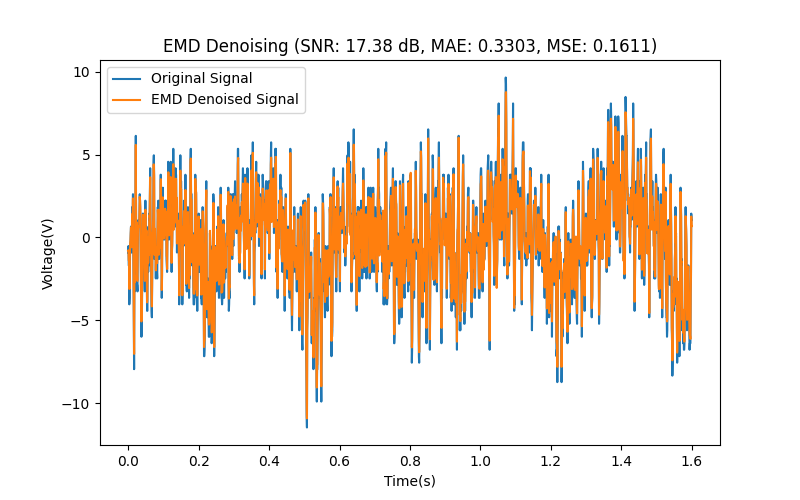 EMD Denoising (SNR: 17.38 dB, MAE: 0.3303, MSE: 0.1611)
Original Signal
EMD Denoised Signal
10
5
0
−5
−10
Voltage(V)
0.0 0.2 0.4 0.6 0.8 1.0 1.2 1.4 1.6
Time(s)